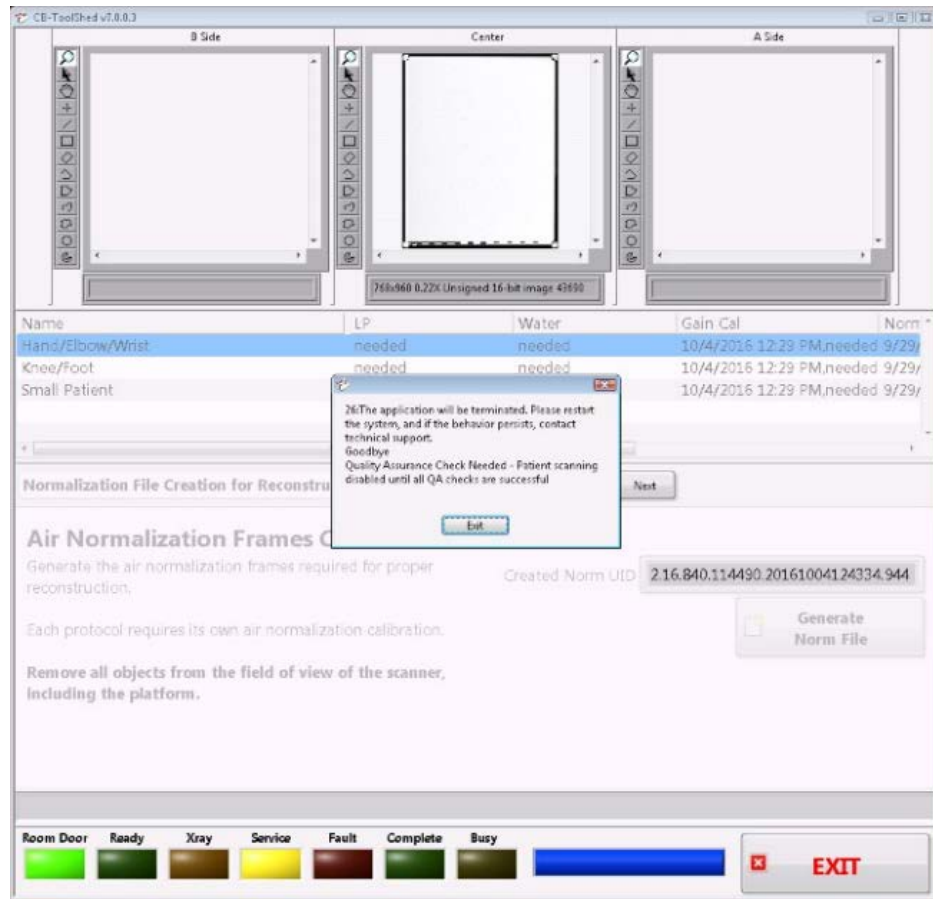 CB-ToolShed v7.0.0.3
B Side
Center
A Side
768x960 0.22X Unsigned 16-bit image 43690
Name LP Water Gain Cal Norm
Hand/Elbow/Wrist needed needed 10/4/2016 12:29 PM,needed 9/29/
Knee/Foot needed needed 10/4/2016 12:29 PM,needed 9/29/
Small Patient 10/4/2016 12:29 PM,needed 9/29/
26:The application will be terminated. Please restart
the system, and if the behavior persists, contact
technical support.
Goodbye
Quality Assurance Check Needed - Patient scanning
disabled until all QA checks are successful
Exit
Normalization File Creation for Reconstru
Next
Air Normalization Frames C
Generate the air normalization frames required for proper
reconstruction.
Created Norm UID 2.16.840.114490.20161004124334.944
Generate
Norm File
Each protocol requires its own air normalization calibration.
Remove all objects from the field of view of the scanner,
including the platform.
Room Door Ready Xray Service Fault Complete Busy
EXIT